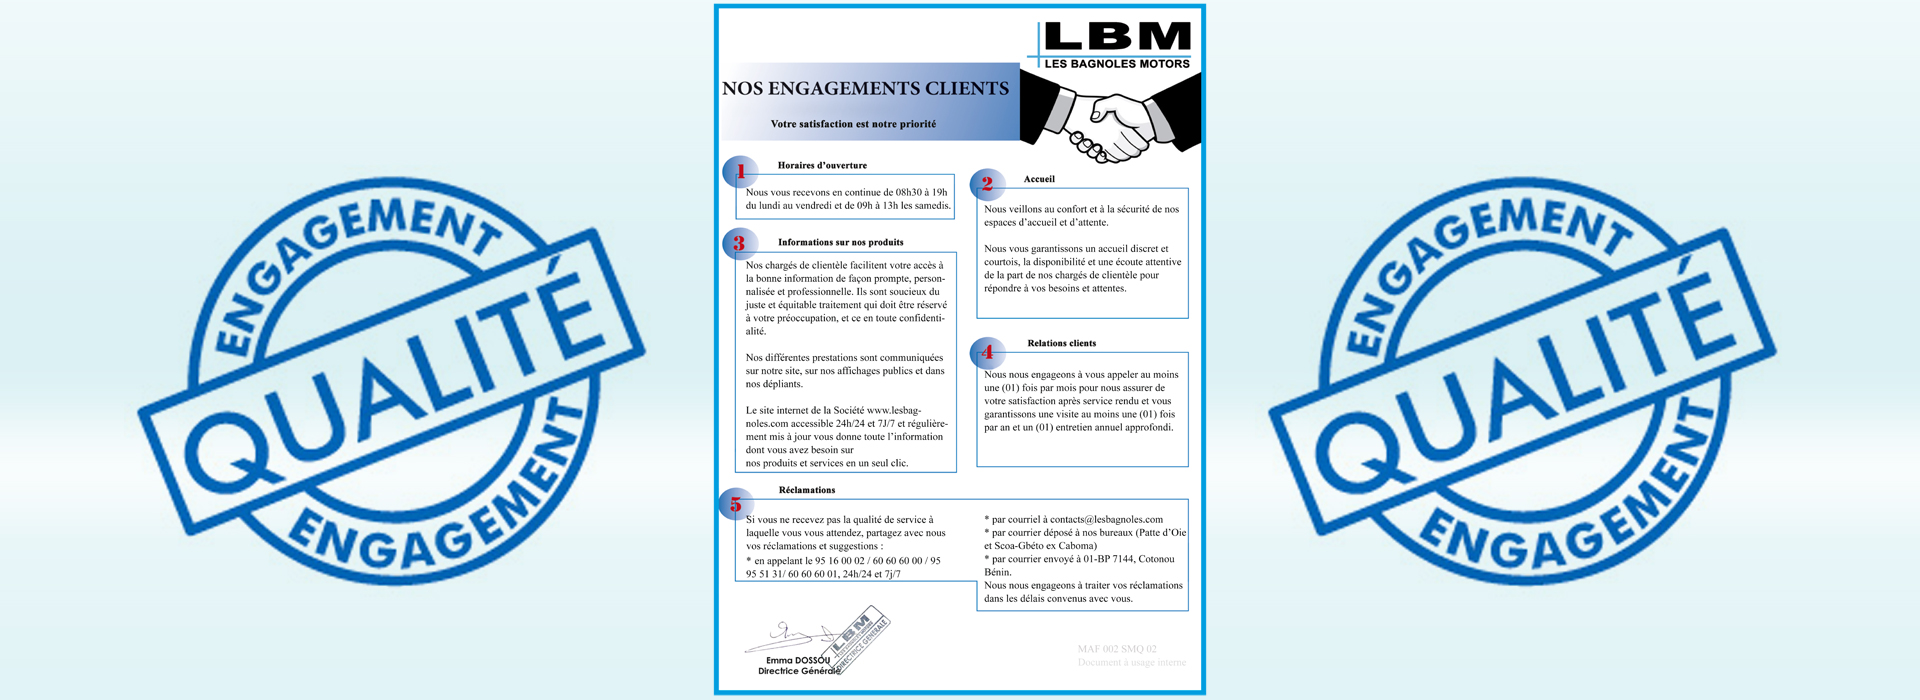 ENGAGEMENT
QUALITÉ
ENGAGEMENT
LBM
LES BAGNOLES MOTORS
NOS ENGAGEMENTS CLIENTS
Votre satisfaction est notre priorité
1
Horaires d'ouverture
Nous vous recevons en continue de 08h30 à 19h
du lundi au vendredi et de 09h à 13h les samedis.
2
Accueil
Nous veillons au confort et à la sécurité de nos
espaces d'accueil et d'attente.
Nous vous garantissons un accueil discret et
courtois, la disponibilité et une écoute attentive
de la part de nos chargés de clientèle pour
répondre à vos besoins et attentes.
3
Informations sur nos produits
Nos chargés de clientèle facilitent votre accès à
la bonne information de façon prompte, person-
nalisée et professionnelle. Ils sont soucieux du
juste et équitable traitement qui doit être réservé
à votre préoccupation, et ce en toute confidenti-
alité.
Nos différentes prestations sont communiquées
sur notre site, sur nos affichages publics et dans
nos dépliants.
Le site internet de la Société www.lesbag-
noles.com accessible 24h/24 et 7J/7 et régulière-
ment mis à jour vous donne toute l'information
dont vous avez besoin sur
nos produits et services en un seul clic.
4
Relations clients
Nous nous engageons à vous appeler au moins
une (01) fois par mois pour nous assurer de
votre satisfaction après service rendu et vous
garantissons une visite au moins une (01) fois
par an et un (01) entretien annuel approfondi.
5
Réclamations
Si vous ne recevez pas la qualité de service à
laquelle vous vous attendez, partagez avec nous
vos réclamations et suggestions :
* en appelant le 95 16 00 02 / 60 60 60 00 / 95
95 51 31/ 60 60 60 01, 24h/24 et 7j/7
* par courriel à contacts@lesbagnoles.com
* par courrier déposé à nos bureaux (Patte d'Oie
et Scoa-Gbéto ex Caboma)
* par courrier envoyé à 01-BP 7144, Cotonou
Bénin.
Nous nous engageons à traiter vos réclamations
dans les délais convenus avec vous.
LBM
DIRECTRICE GENERALE
Emma DOSSOU
Directrice Générale
MAF 002 SMQ 02
Document à usage interne
ENGAGEMENT
QUALITÉ
ENGAGEMENT